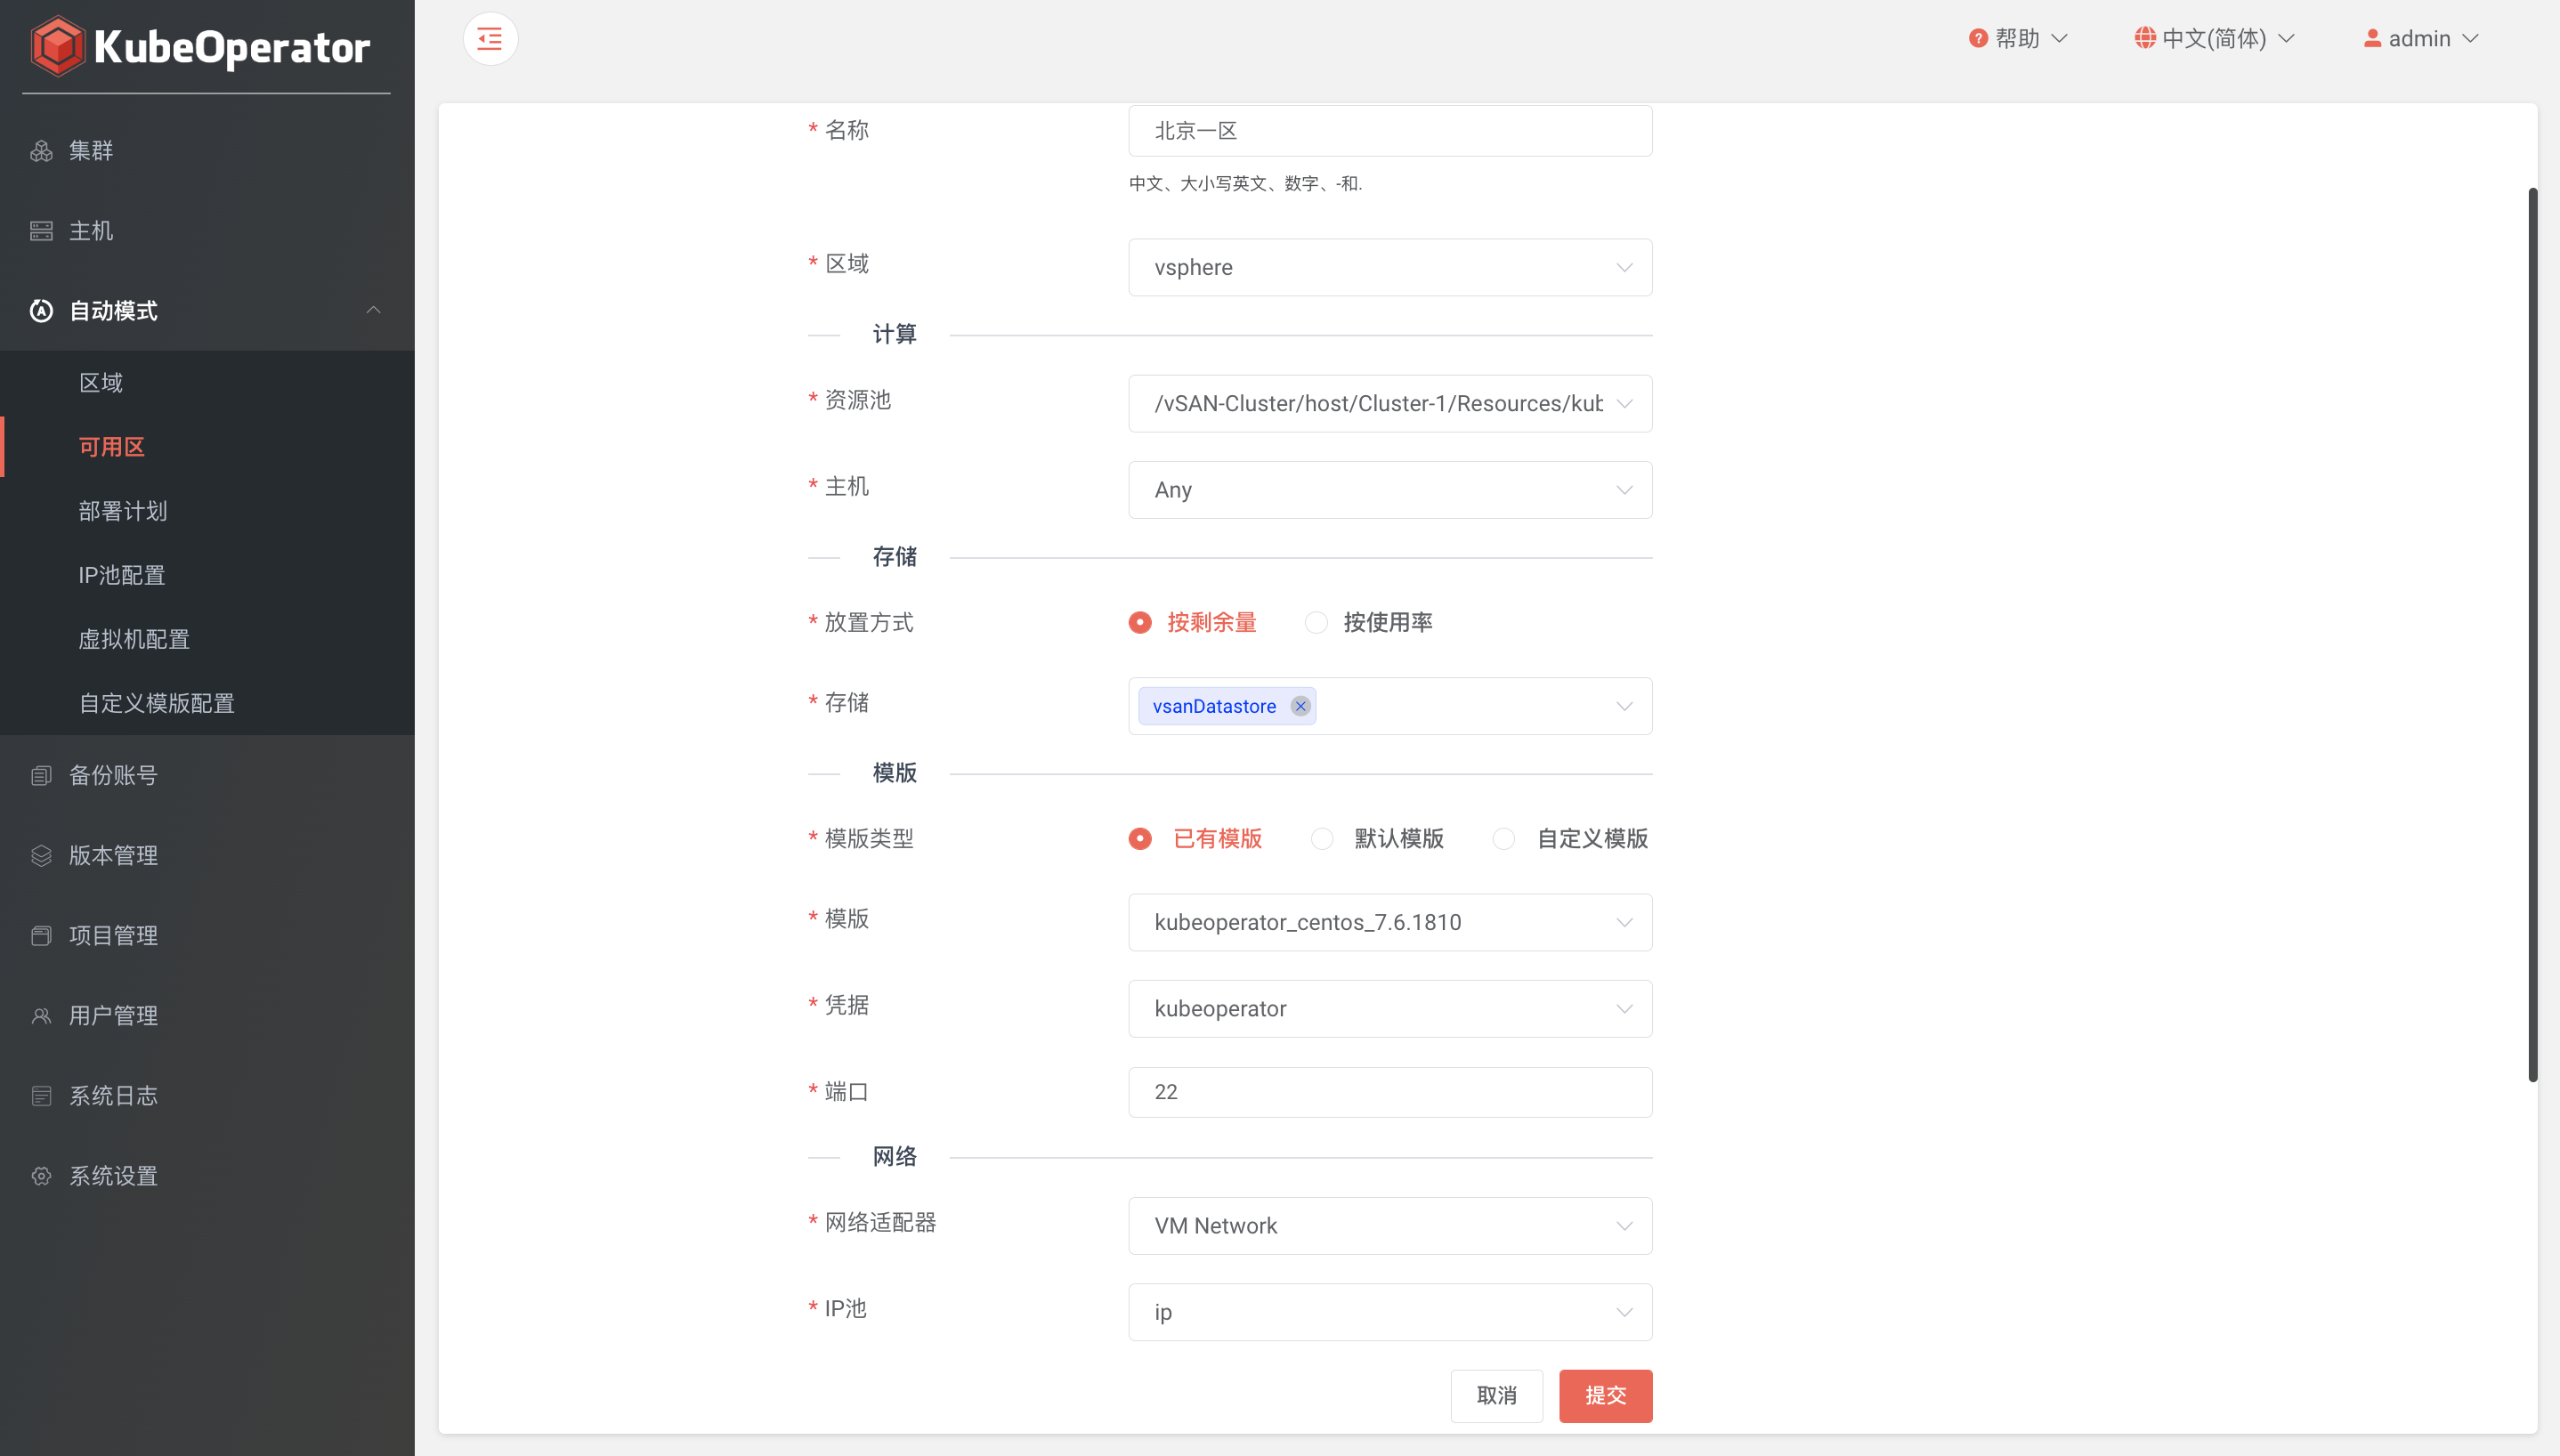 KubeOperator
帮助
中文(简体)
admin
集群
主机
自动模式
区域
可用区
部署计划
IP池配置
虚拟机配置
自定义模版配置
备份账号
版本管理
项目管理
用户管理
系统日志
系统设置
* 名称
北京一区
中文、大小写英文、数字、-和.
* 区域
vsphere
计算
* 资源池
/vSAN-Cluster/host/Cluster-1/Resources/kub
* 主机
Any
存储
* 放置方式
按剩余量
按使用率
* 存储
vsanDatastore
模版
* 模版类型
已有模版
默认模版
自定义模版
* 模版
kubeoperator_centos_7.6.1810
* 凭据
kubeoperator
* 端口
22
网络
* 网络适配器
VM Network
* IP池
ip
取消
提交